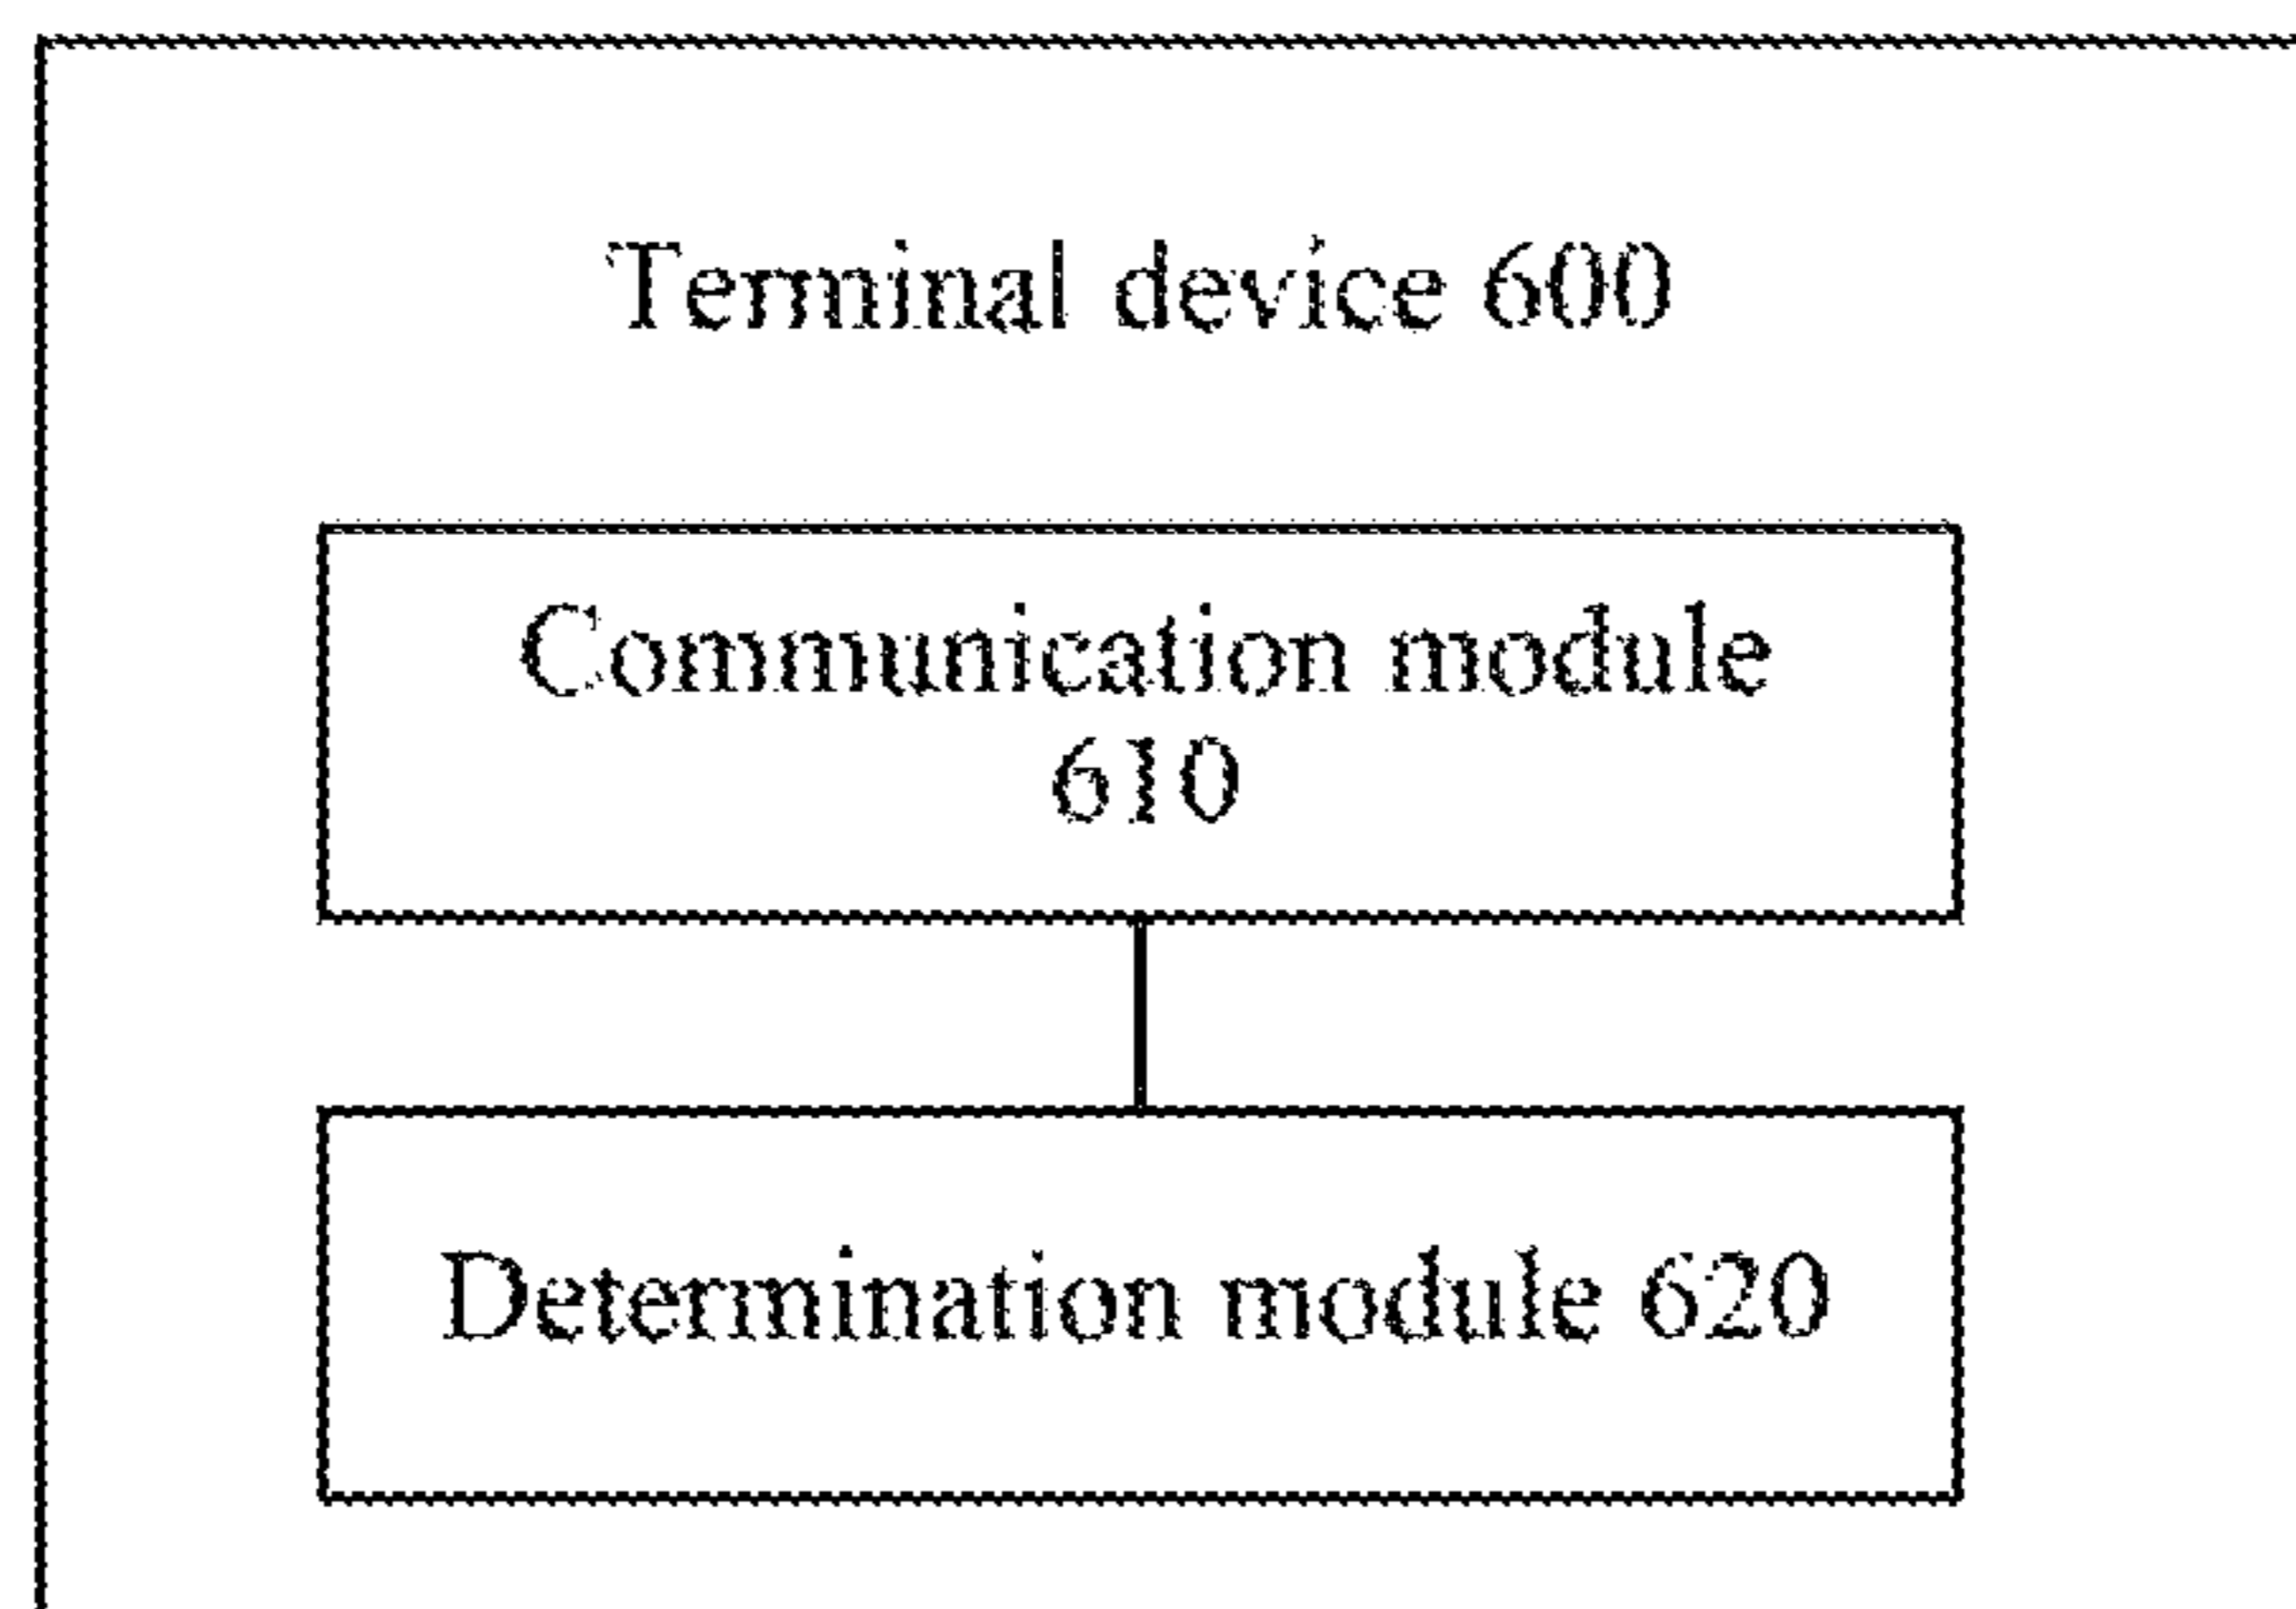 Terminal device 600
Communication module
610
Determination module 620